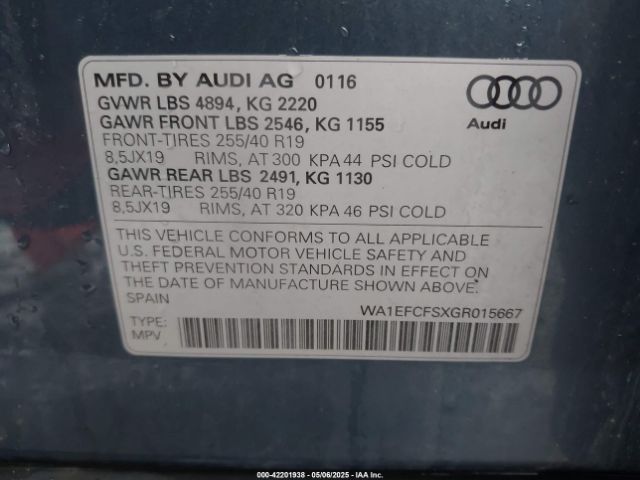 MFD. BY AUDI AG 0116
GVWR LBS 4894, KG 2220
GAWR FRONT LBS 2546, KG 1155
FRONT-TIRES 255/40 R19
8,5JX19 RIMS, AT 300 KPA 44 PSI COLD
GAWR REAR LBS 2491, KG 1130
REAR-TIRES 255/40 R19
8,5JX19 RIMS, AT 320 KPA 46 PSI COLD
Audi
THIS VEHICLE CONFORMS TO ALL APPLICABLE
U.S. FEDERAL MOTOR VEHICLE SAFETY AND
THEFT PREVENTION STANDARDS IN EFFECT ON
THE DATE OF MANUFACTURE SHOWN ABOVE.
SPAIN
WA1EFCFSXGR015667
TYPE:
MPV
000-42201938 - 05/06/2025 - IAA Inc.